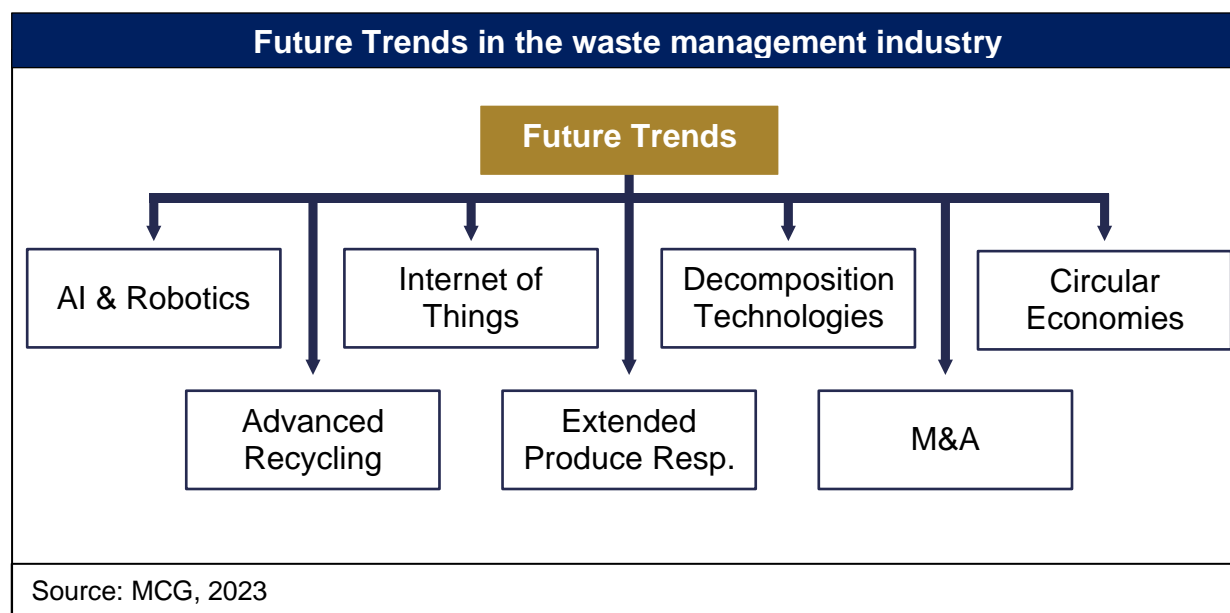 Future Trends in the waste management industry
Future Trends
AI & Robotics
Internet of
Things
Decomposition
Technologies
Circular
Economies
Advanced
Recycling
Extended
Produce Resp.
M&A
Source: MCG, 2023